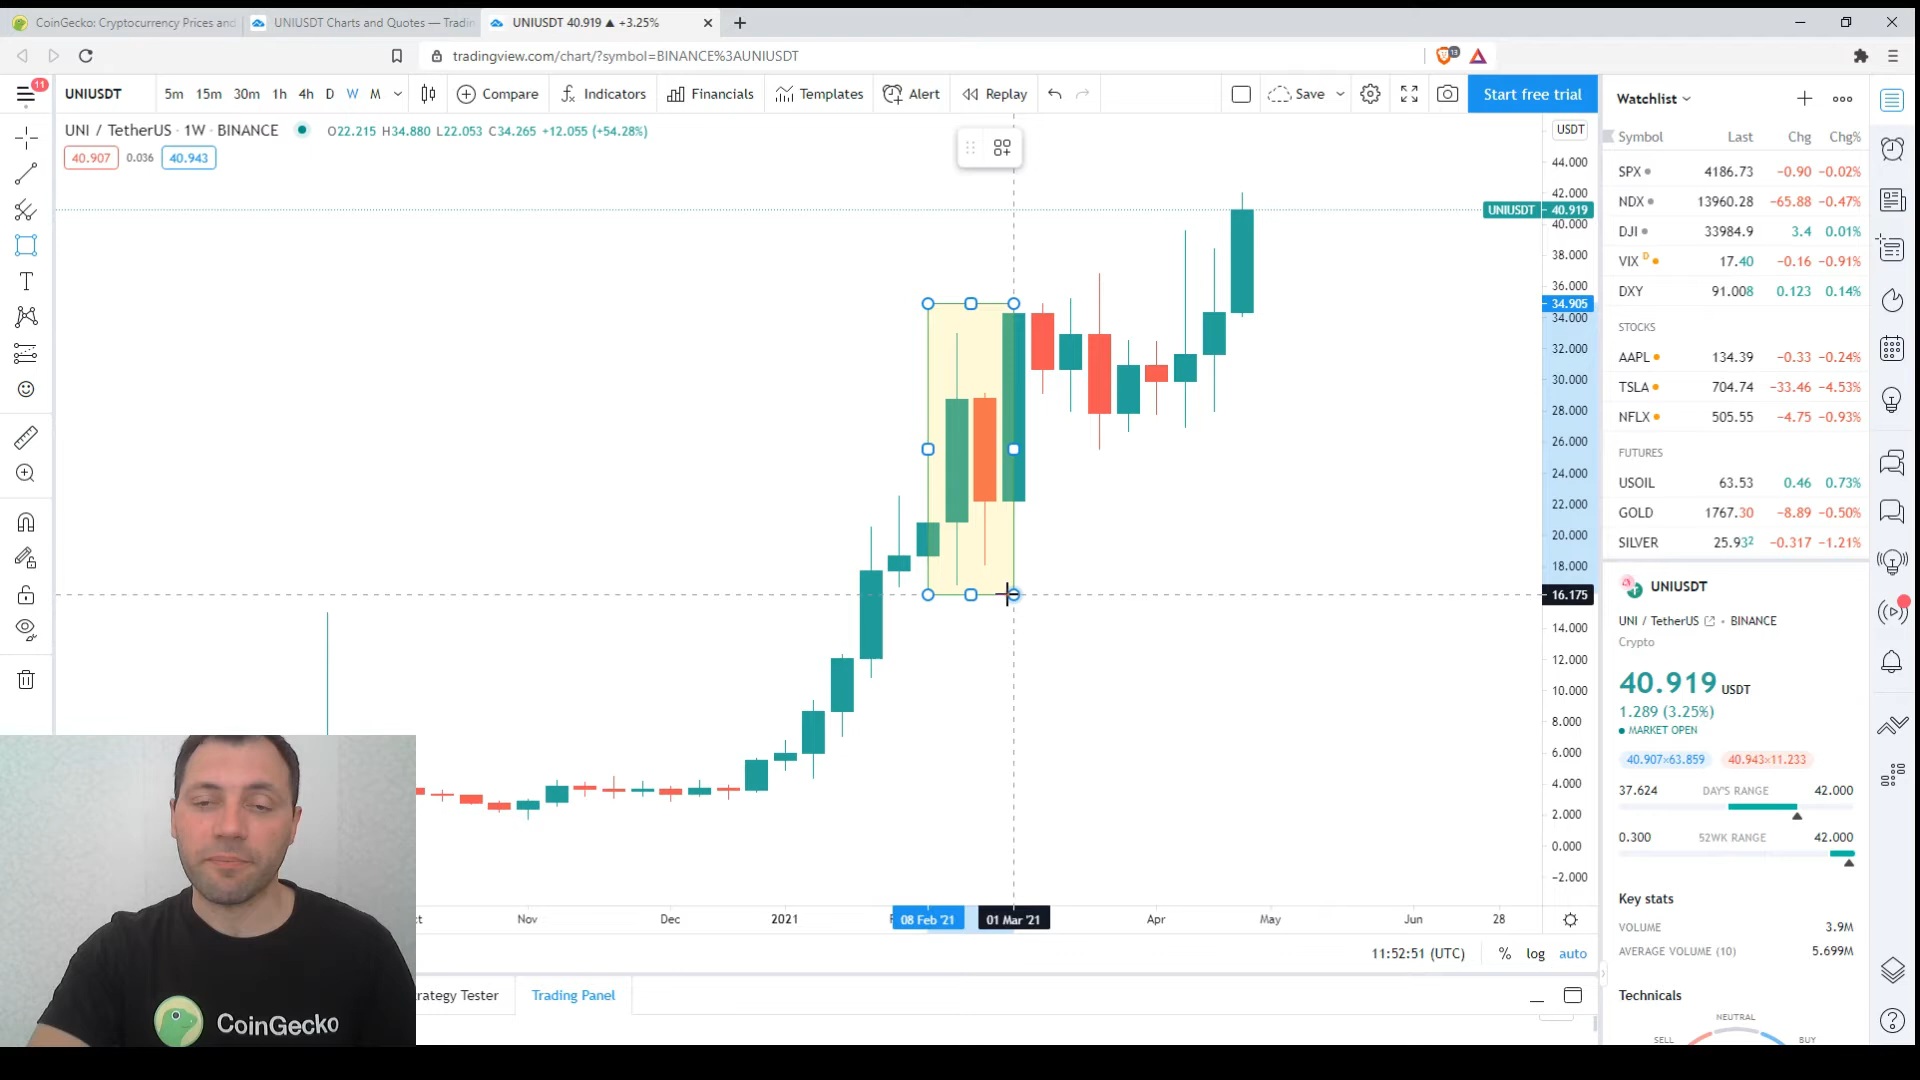 CoinGecko: Cryptocurrency Prices and
UNIUSDT Charts and Quotes — Tradin
UNIUSDT 40.919 ▲ +3.25%
tradingview.com/chart/?symbol=BINANCE%3AUNIUSDT
13
11
UNIUSDT 5m 15m 30m 1h 4h D W M Compare Indicators Financials Templates Alert Replay Save Start free trial
UNI / TetherUS · 1W · BINANCE O22.215 H34.880 L22.053 C34.265 +12.055 (+54.28%)
40.907 0.036 40.943
USDT
44.000
42.000
UNIUSDT 40.919
40.000
38.000
36.000
34.905
34.000
32.000
30.000
28.000
26.000
24.000
22.000
20.000
18.000
16.175
14.000
12.000
10.000
8.000
6.000
4.000
2.000
0.000
−2.000
ct Nov Dec 2021 F 08 Feb '21 01 Mar '21 Apr May Jun 28
11:52:51 (UTC) % log auto
trategy Tester Trading Panel
Watchlist
Symbol Last Chg Chg%
SPX 4186.73 −0.90 −0.02%
NDX 13960.28 −65.88 −0.47%
DJI 33984.9 3.4 0.01%
VIX D 17.40 −0.16 −0.91%
DXY 91.008 0.123 0.14%
STOCKS
AAPL 134.39 −0.33 −0.24%
TSLA 704.74 −33.46 −4.53%
NFLX 505.55 −4.75 −0.93%
FUTURES
USOIL 63.53 0.46 0.73%
GOLD 1767.30 −8.89 −0.50%
SILVER 25.93² −0.317 −1.21%
UNIUSDT
UNI / TetherUS • BINANCE
Crypto
40.919 USDT
1.289 (3.25%)
MARKET OPEN
40.907×63.859 40.943×11.233
37.624 DAY'S RANGE 42.000
0.300 52WK RANGE 42.000
Key stats
VOLUME 3.9M
AVERAGE VOLUME (10) 5.699M
Technicals
NEUTRAL
SELL BUY
CoinGecko